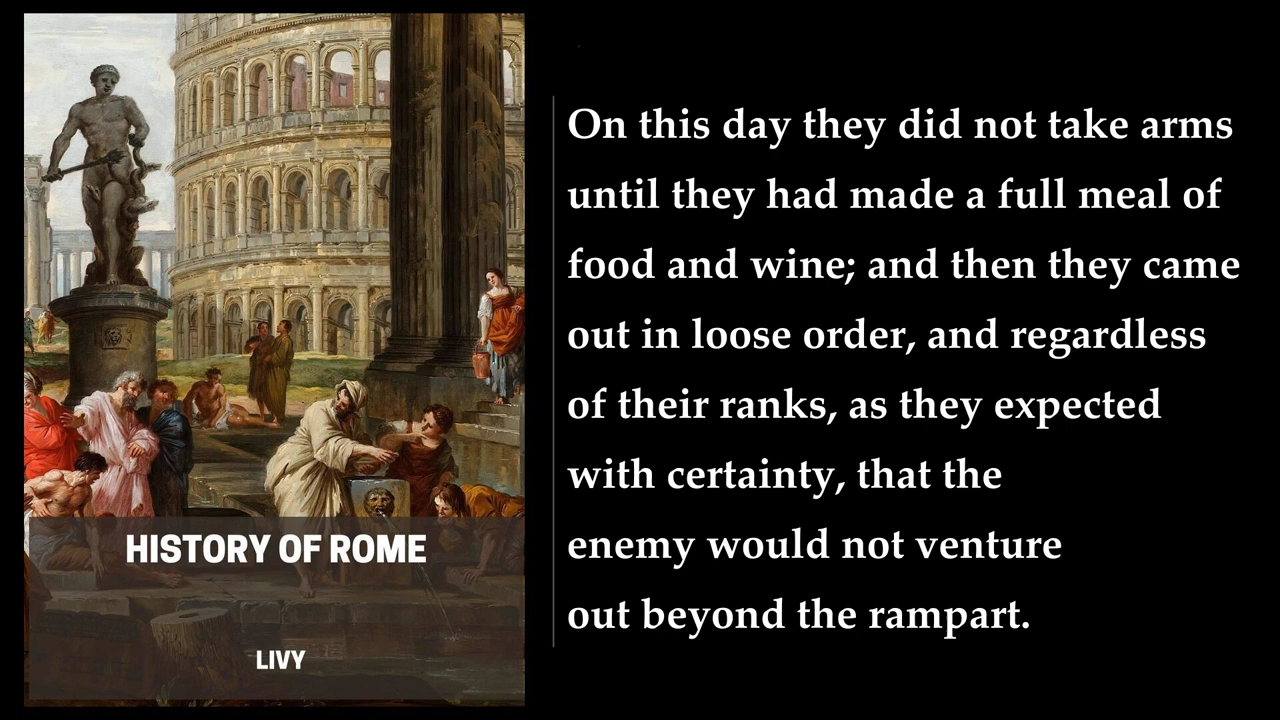 HISTORY OF ROME
LIVY
On this day they did not take arms
until they had made a full meal of
food and wine; and then they came
out in loose order, and regardless
of their ranks, as they expected
with certainty, that the
enemy would not venture
out beyond the rampart.